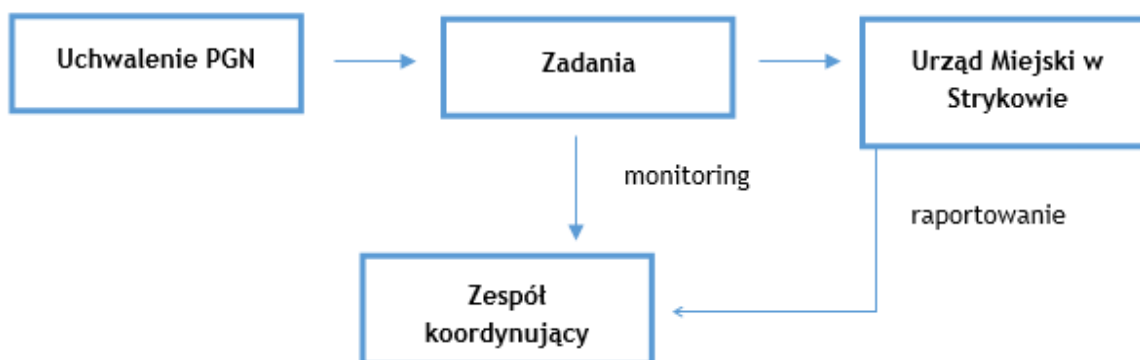 Uchwalenie PGN
Zadania
Urząd Miejski w
Strykowie
monitoring
raportowanie
Zespół
koordynujący